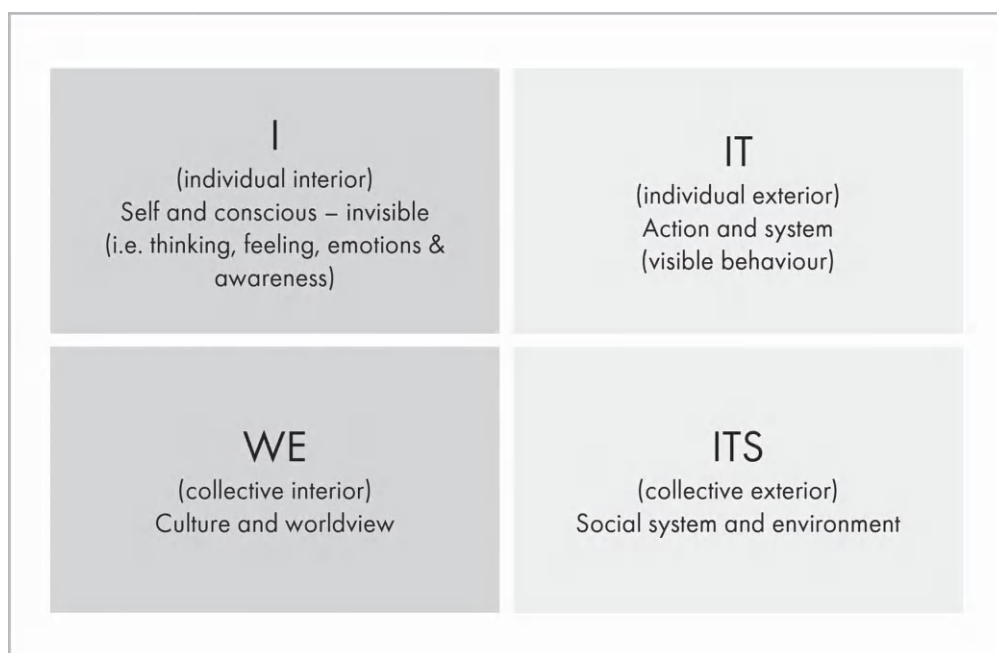 I
(individual interior)
Self and conscious – invisible
(i.e. thinking, feeling, emotions &
awareness)
IT
(individual exterior)
Action and system
(visible behaviour)
WE
(collective interior)
Culture and worldview
ITS
(collective exterior)
Social system and environment